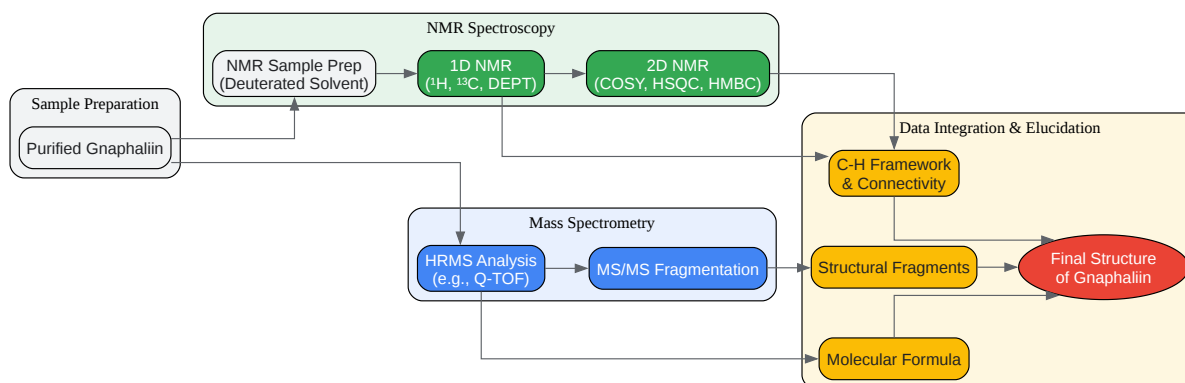 NMR Spectroscopy
NMR Sample Prep
(Deuterated Solvent)
1D NMR
(¹H, ¹³C, DEPT)
2D NMR
(COSY, HSQC, HMBC)
Sample Preparation
Purified Gnaphaliin
Data Integration & Elucidation
C-H Framework
& Connectivity
Mass Spectrometry
HRMS Analysis
(e.g., Q-TOF)
MS/MS Fragmentation
Structural Fragments
Final Structure
of Gnaphaliin
Molecular Formula